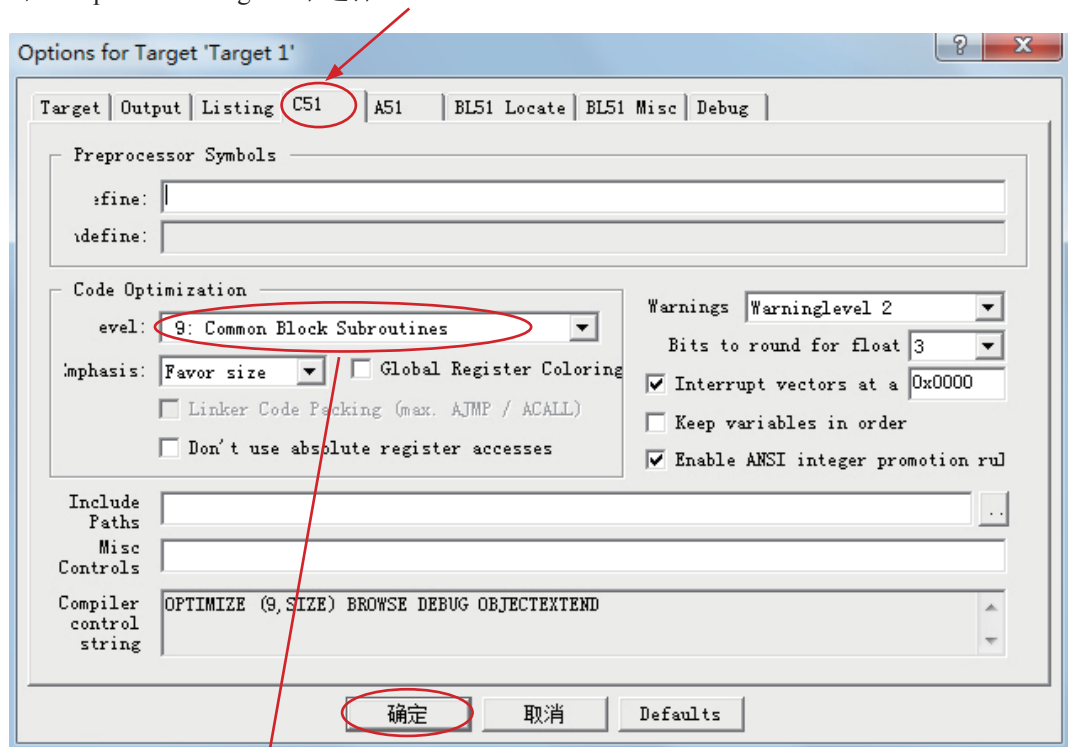 Options for Target 'Target 1'
Target Output Listing C51 A51 BL51 Locate BL51 Misc Debug
Preprocessor Symbols
efine:
define:
Code Optimization
evel: 9: Common Block Subroutines
mphasis: Favor size Global Register Coloring
Linker Code Packing (max. AJMP / ACALL)
Don't use absolute register accesses
Warnings Warninglevel 2
Bits to round for float 3
Interrupt vectors at a 0x0000
Keep variables in order
Enable ANSI integer promotion rul
Include
Paths
..
Misc
Controls
Compiler
control
string
OPTIMIZE (9,SIZE) BROWSE DEBUG OBJECTEXTEND
确定 取消 Defaults